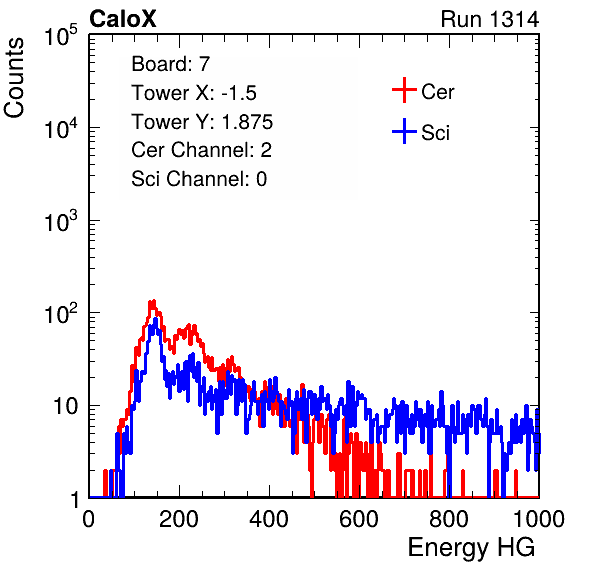 CaloX Run 1314
Counts
10^5
10^4
10^3
10^2
10
1
Board: 7
Tower X: -1.5
Tower Y: 1.875
Cer Channel: 2
Sci Channel: 0
Cer
Sci
0 200 400 600 800 1000
Energy HG